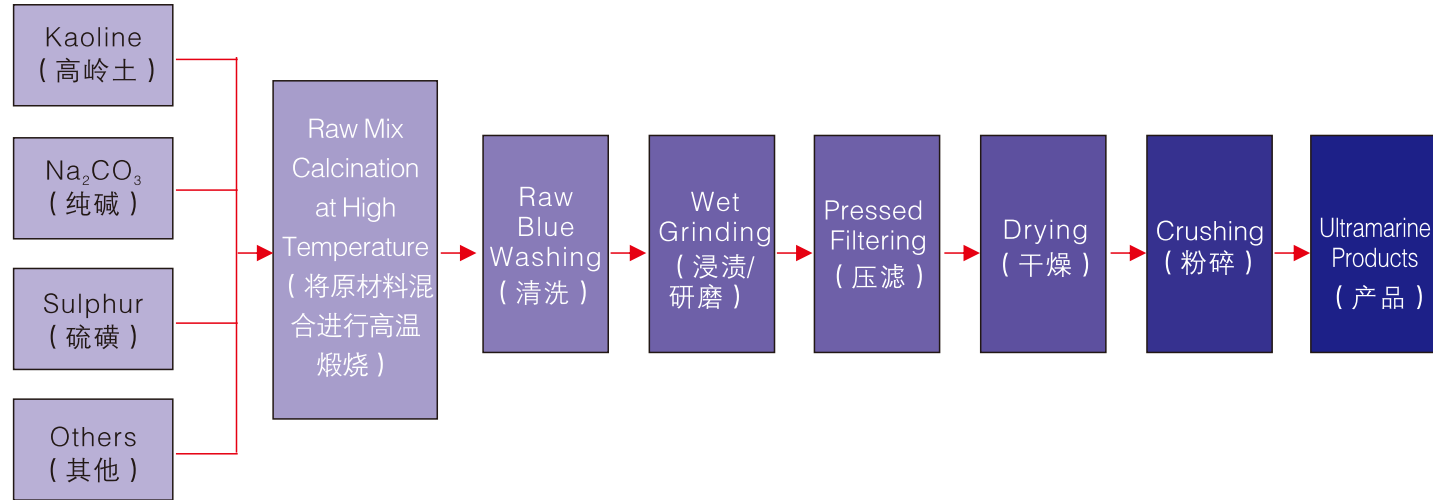 Kaoline
（高岭土）
Na₂CO₃
（纯碱）
Sulphur
（硫磺）
Others
（其他）
Raw Mix
Calcination
at High
Temperature
（将原材料混
合进行高温
煅烧）
Raw
Blue
Washing
（清洗）
Wet
Grinding
（浸渍/
研磨）
Pressed
Filtering
（压滤）
Drying
（干燥）
Crushing
（粉碎）
Ultramarine
Products
（产品）